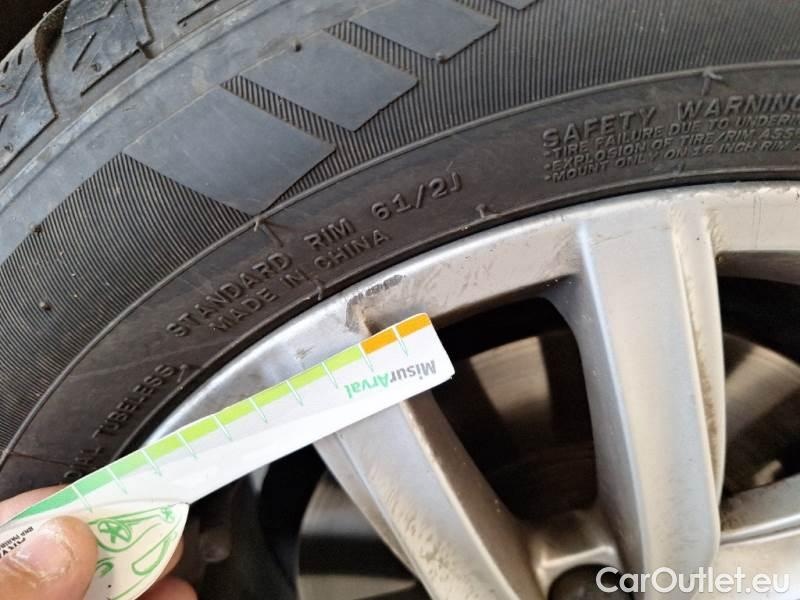 SAFETY WARNING
•TIRE FAILURE DUE TO UNDERIN
•EXPLOSION OF TIRE/RIM ASS
•MOUNT ONLY ON 16 INCH RIM
TUBELESS STANDARD RIM 6 1/2J
MADE IN CHINA
MisurArval
CarOutlet.eu